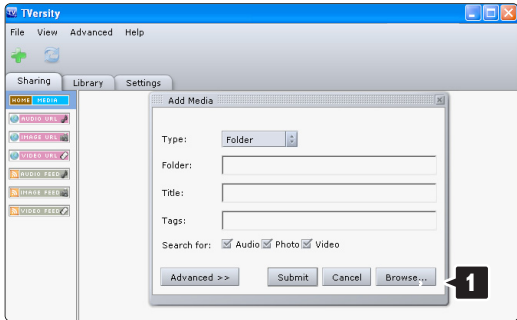 TVersity
File View Advanced Help
Sharing Library Settings
HOME MEDIA
AUDIO URL
IMAGE URL
VIDEO URL
AUDIO FEED
IMAGE FEED
VIDEO FEED
Add Media
Type: Folder
Folder:
Title:
Tags:
Search for: Audio Photo Video
Advanced >> Submit Cancel Browse...
1